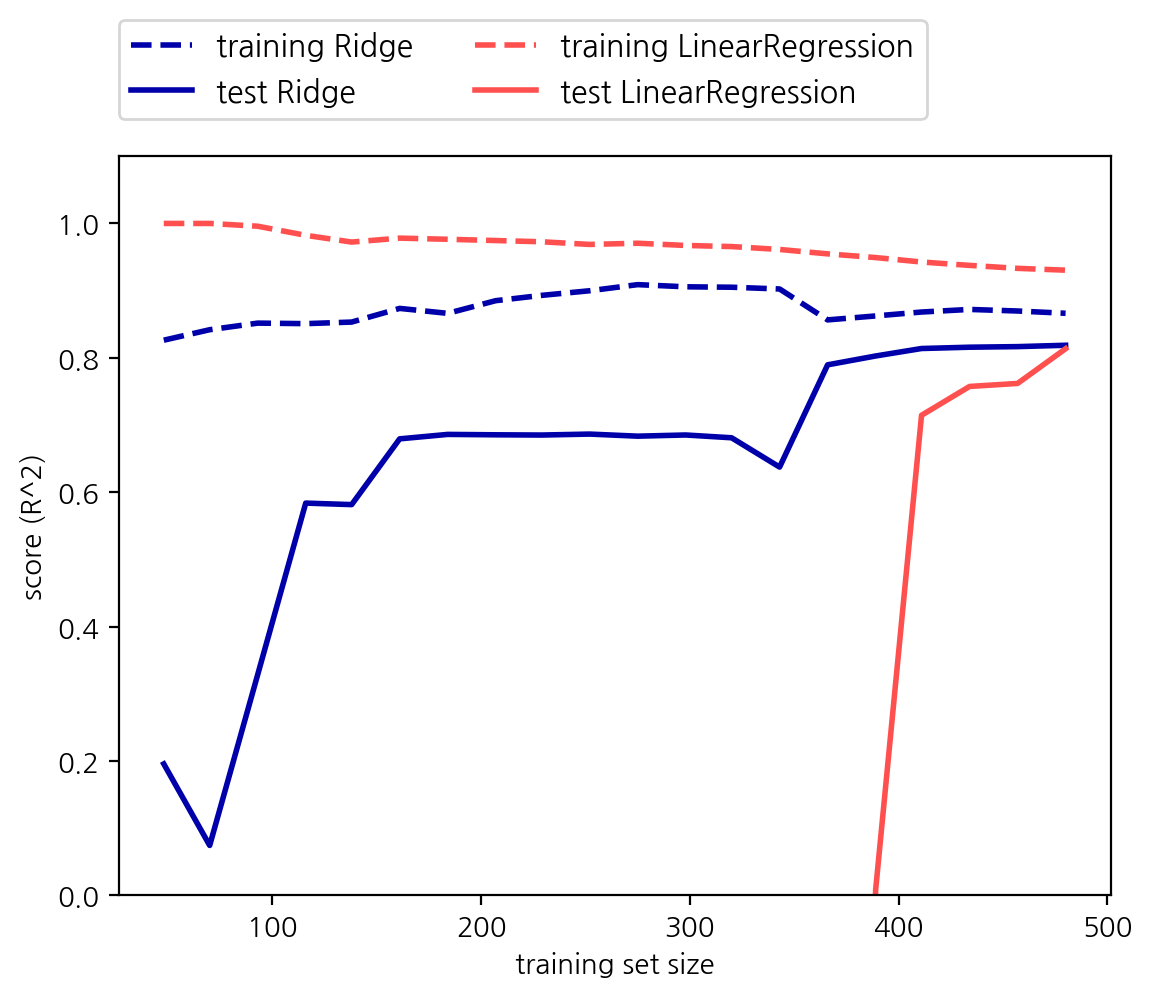 training Ridge
training LinearRegression
test Ridge
test LinearRegression
1.0
0.8
0.6
0.4
0.2
0.0
score (R^2)
100 200 300 400 500
training set size